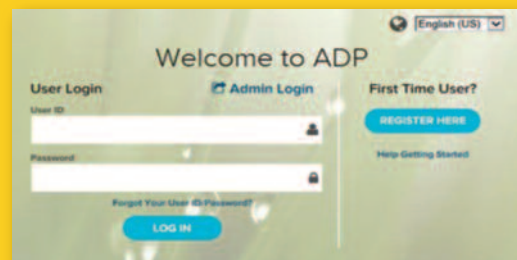 English (US)
Welcome to ADP
User Login
Admin Login
First Time User?
User ID
REGISTER HERE
Help Getting Started
Password
Forgot Your User ID/Password?
LOG IN